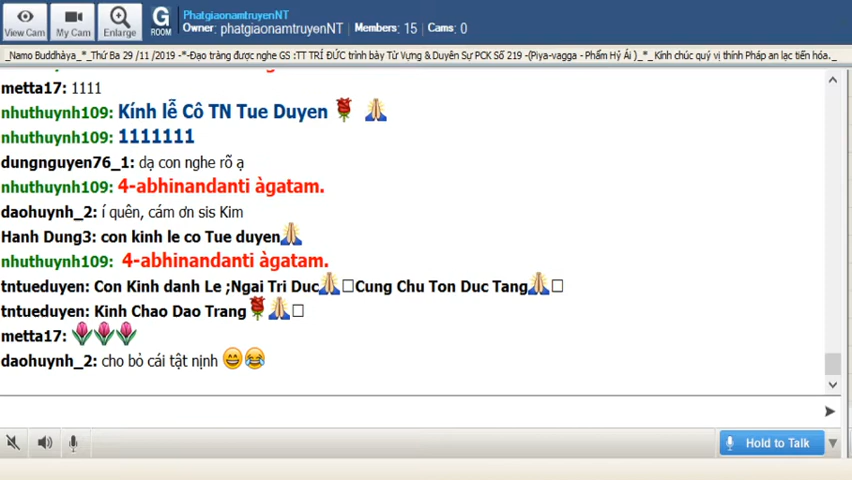 View Cam
My Cam
Enlarge
G
ROOM
PhatgiaonamtruyenNT
Owner: phatgiaonamtruyenNT | Members: 15 | Cams: 0
_Namo Buddhàya_*_Thứ Ba 29 /11 /2019 -*-Đạo tràng được nghe GS :TT TRÍ ĐỨC trình bày Từ Vựng & Duyên Sự PCK Số 219 -(Piya-vagga - Phẩm Hỷ Ái )_*_ Kính chúc quý vị thính Pháp an lạc tiến hóa._
metta17: 1111
nhuthuynh109: Kính lễ Cô TN Tue Duyen
nhuthuynh109: 1111111
dungnguyen76_1: dạ con nghe rõ ạ
nhuthuynh109: 4-abhinandanti àgatam.
daohuynh_2: í quên, cám ơn sis Kim
Hanh Dung3: con kinh le co Tue duyen
nhuthuynh109: 4-abhinandanti àgatam.
tntueduyen: Con Kinh danh Le ;Ngai Tri Duc Cung Chu Ton Duc Tang
tntueduyen: Kinh Chao Dao Trang
metta17:
daohuynh_2: cho bỏ cái tật nịnh
Hold to Talk